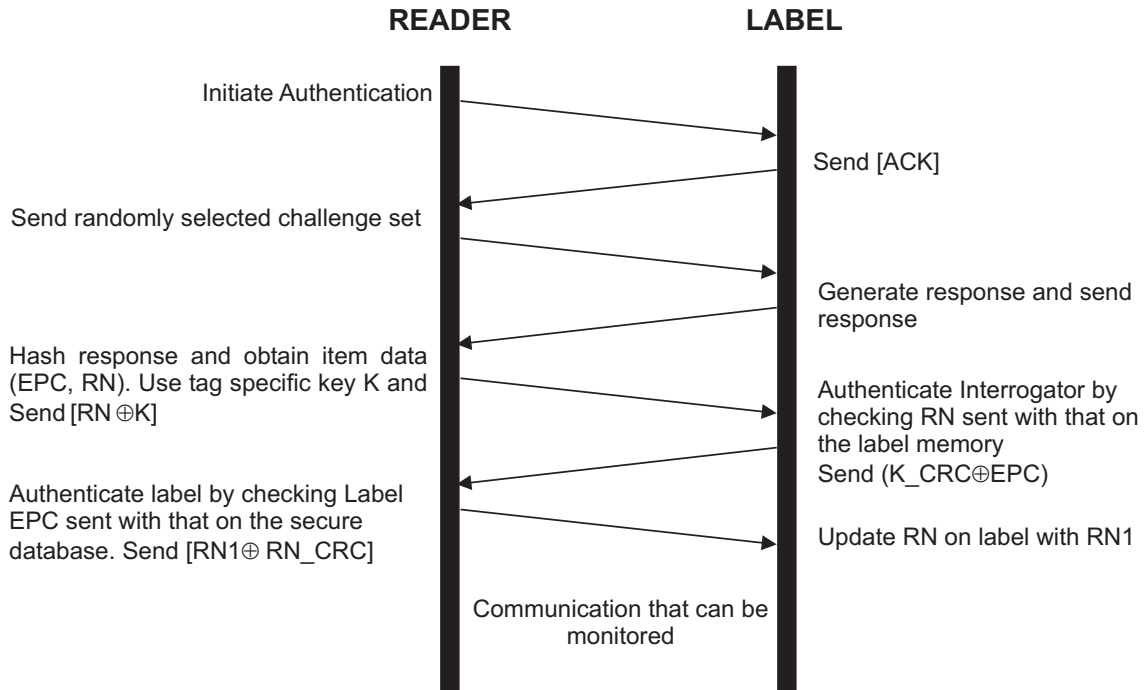 READER LABEL
Initiate Authentication
Send [ACK]
Send randomly selected challenge set
Generate response and send
response
Hash response and obtain item data
(EPC, RN). Use tag specific key K and
Send [RN ⊕K]
Authenticate Interrogator by
checking RN sent with that on
the label memory
Send (K_CRC⊕EPC)
Authenticate label by checking Label
EPC sent with that on the secure
database. Send [RN1⊕ RN_CRC]
Update RN on label with RN1
Communication that can be
monitored